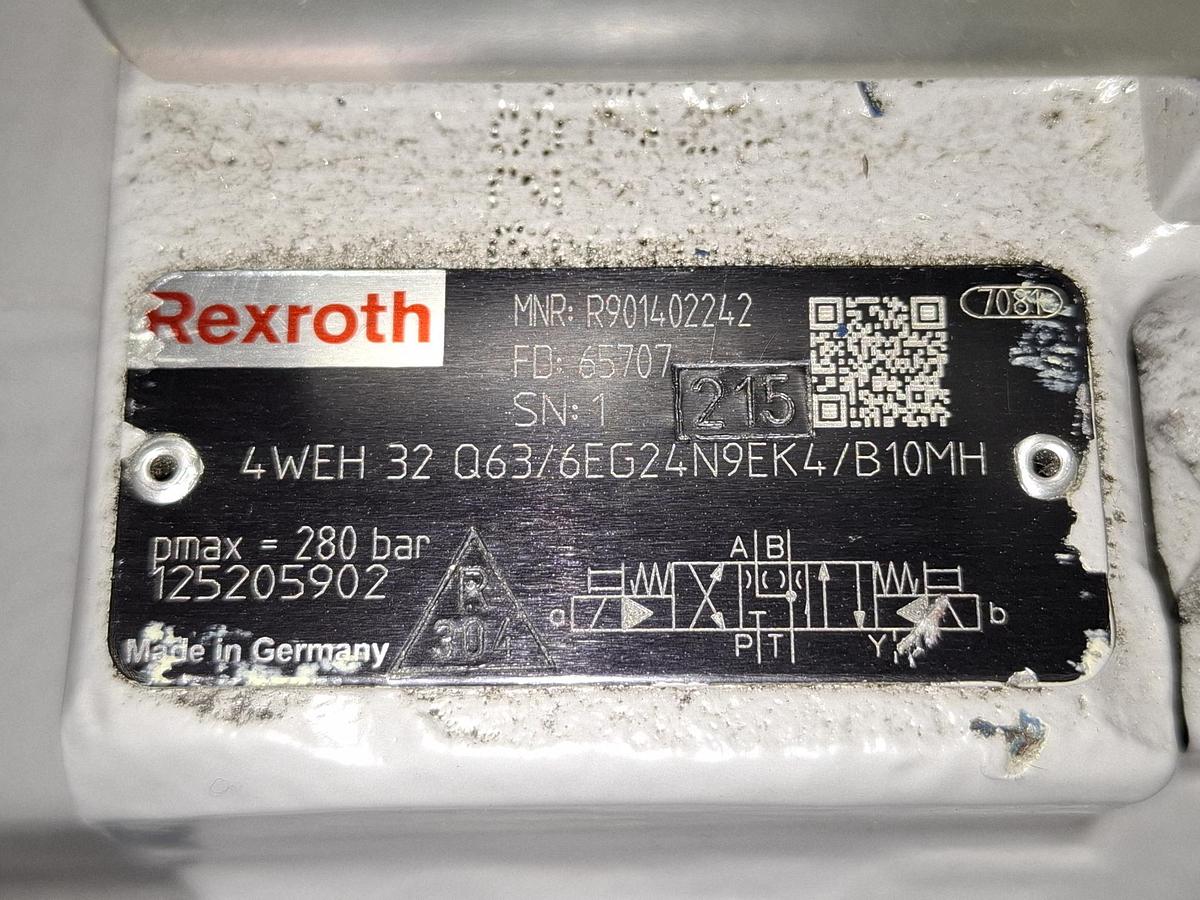 Rexroth
MNR: R901402242
FD: 65707
SN: 1
215
4WEH 32 Q63/6EG24N9EK4/B10MH
pmax = 280 bar
125205902
R
304
Made in Germany
A B
a
b
T
P T
Y